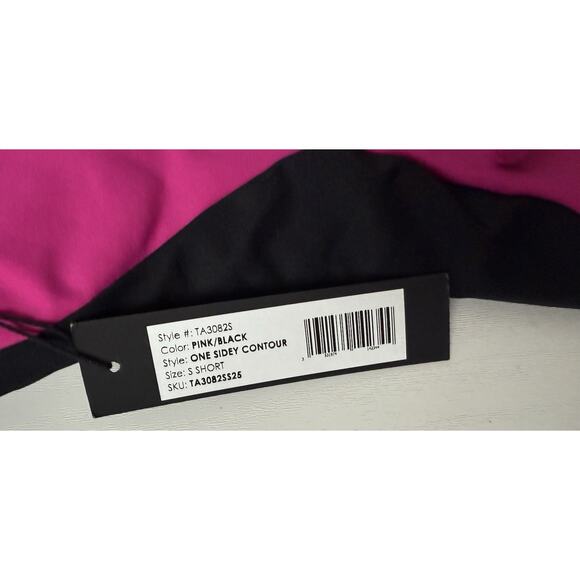 Style #: TA3082S
Color: PINK/BLACK
Style: ONE SIDEY CONTOUR
Size: S SHORT
SKU: TA3082SS25